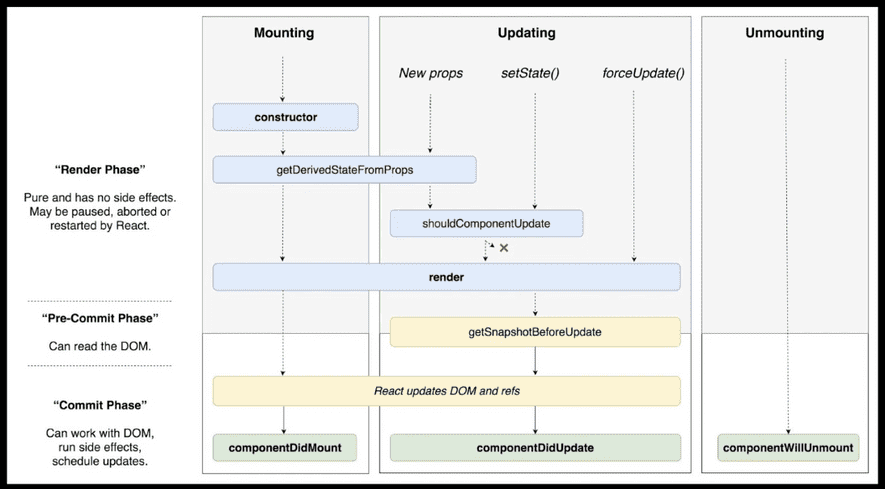 Mounting
Updating
Unmounting
New props
setState()
forceUpdate()
constructor
“Render Phase”
Pure and has no side effects.
May be paused, aborted or
restarted by React.
getDerivedStateFromProps
shouldComponentUpdate
render
“Pre-Commit Phase”
Can read the DOM.
getSnapshotBeforeUpdate
“Commit Phase”
Can work with DOM,
run side effects,
schedule updates.
React updates DOM and refs
componentDidMount
componentDidUpdate
componentWillUnmount